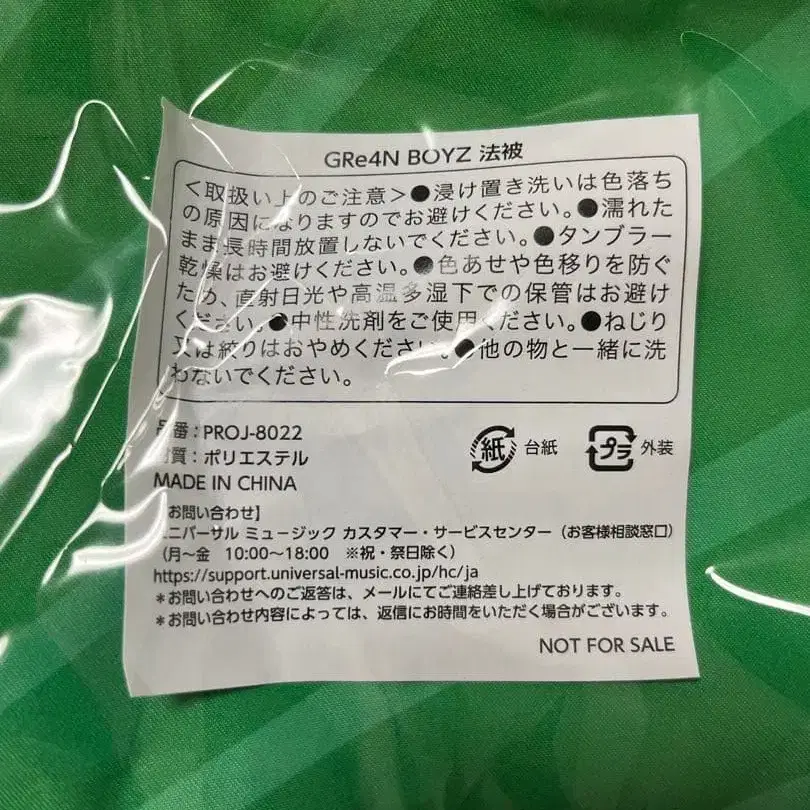 GRe4N BOYZ 法被
＜取扱い上のご注意＞●浸け置き洗いは色落ち
の原因になりますのでお避けください。●濡れた
まま長時間放置しないでください。●タンブラー
乾燥はお避けください。●色あせや色移りを防ぐ
ため、直射日光や高温多湿下での保管はお避け
ください。●中性洗剤をご使用ください。●ねじり
又は絞りはおやめください。●他の物と一緒に洗
わないでください。
品番：PROJ-8022
材質：ポリエステル
MADE IN CHINA
紙 台紙
プラ 外装
【お問い合わせ】
ユニバーサル ミュージック カスタマー・サービスセンター（お客様相談窓口）
（月～金 10:00～18:00 ※祝・祭日除く）
https://support.universal-music.co.jp/hc/ja
＊お問い合わせへのご返答は、メールにてご連絡差し上げております。
＊お問い合わせ内容によっては、返信にお時間をいただく場合がございます。
NOT FOR SALE